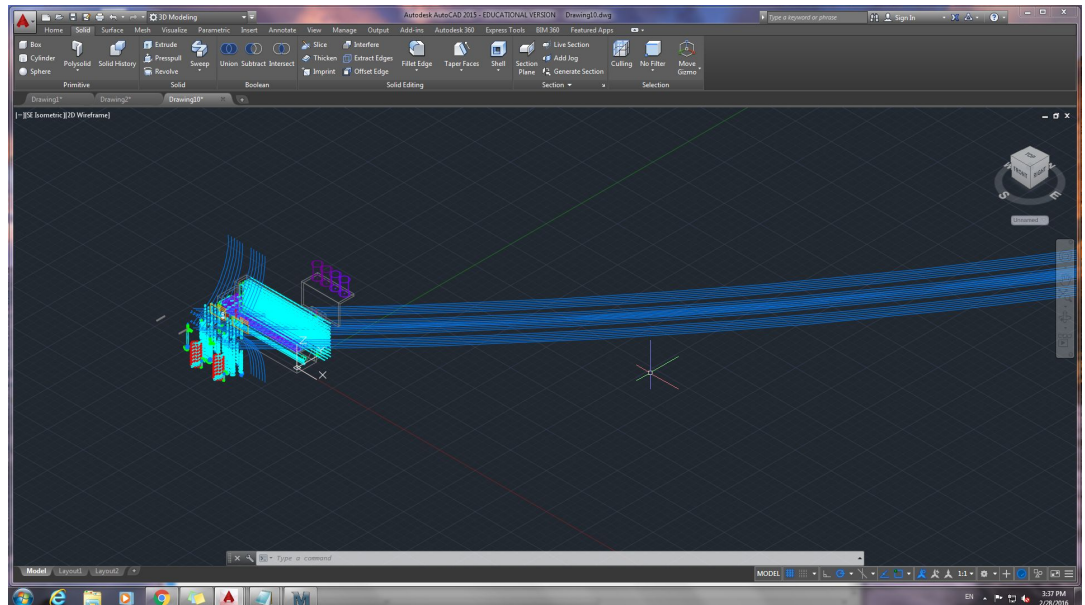 3D Modeling
Autodesk AutoCAD 2015 - EDUCATIONAL VERSION Drawing10.dwg
Type a keyword or phrase
Sign In
Home Solid Surface Mesh Visualize Parametric Insert Annotate View Manage Output Add-ins Autodesk 360 Express Tools BIM 360 Featured Apps
Box
Cylinder
Sphere
Polysolid
Solid History
Extrude
Presspull
Revolve
Sweep
Union Subtract Intersect
Slice
Thicken
Imprint
Interfere
Extract Edges
Offset Edge
Fillet Edge
Taper Faces
Shell
Section Plane
Live Section
Add Jog
Generate Section
Culling
No Filter
Move Gizmo
Primitive
Solid
Boolean
Solid Editing
Section
Selection
Drawing1*
Drawing2*
Drawing10*
[-][SE Isometric][2D Wireframe]
TOP
FRONT
RIGHT
S
E
Unnamed
X
Type a command
Model Layout1 Layout2
MODEL
1:1
EN
3:37 PM
2/28/2016